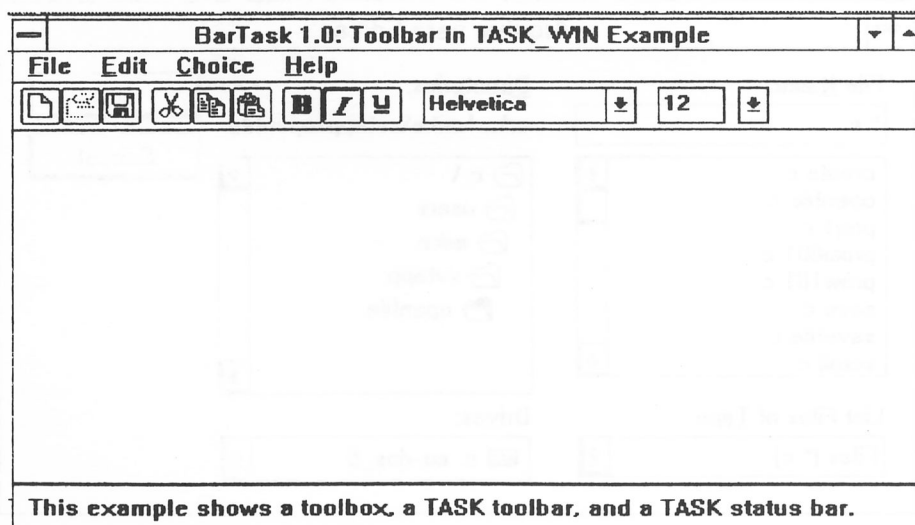 BarTask 1.0: Toolbar in TASK_WIN Example
File Edit Choice Help
B I U Helvetica 12
This example shows a toolbox, a TASK toolbar, and a TASK status bar.